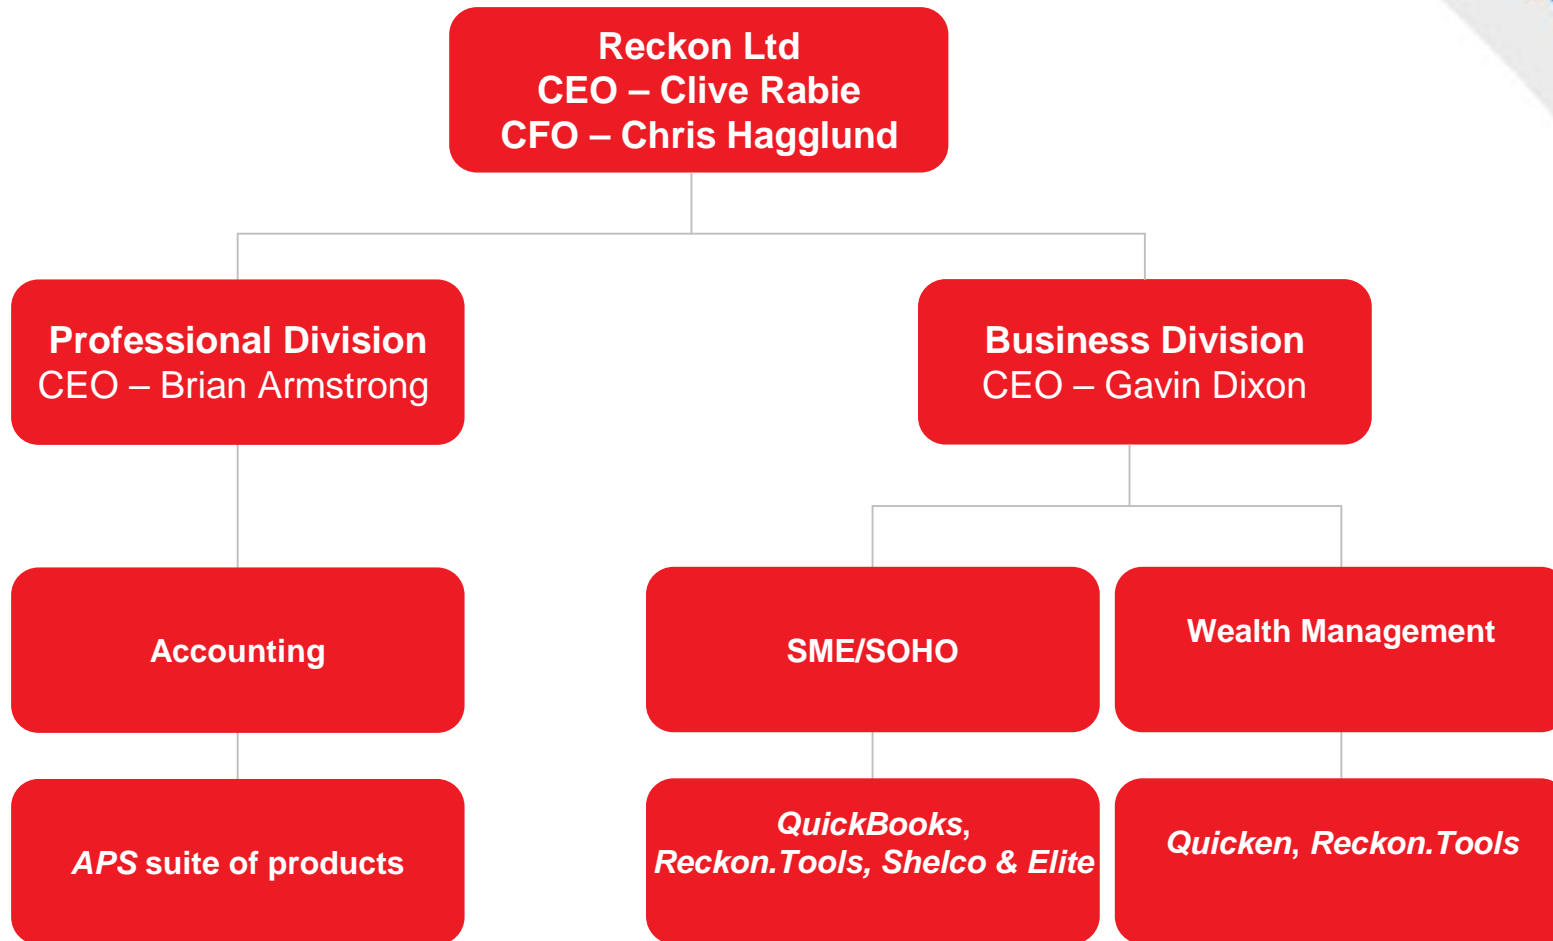 Reckon Ltd
CEO – Clive Rabie
CFO – Chris Hagglund
Professional Division
CEO – Brian Armstrong
Business Division
CEO – Gavin Dixon
Accounting
SME/SOHO
Wealth Management
APS suite of products
QuickBooks,
Reckon.Tools, Shelco & Elite
Quicken, Reckon.Tools